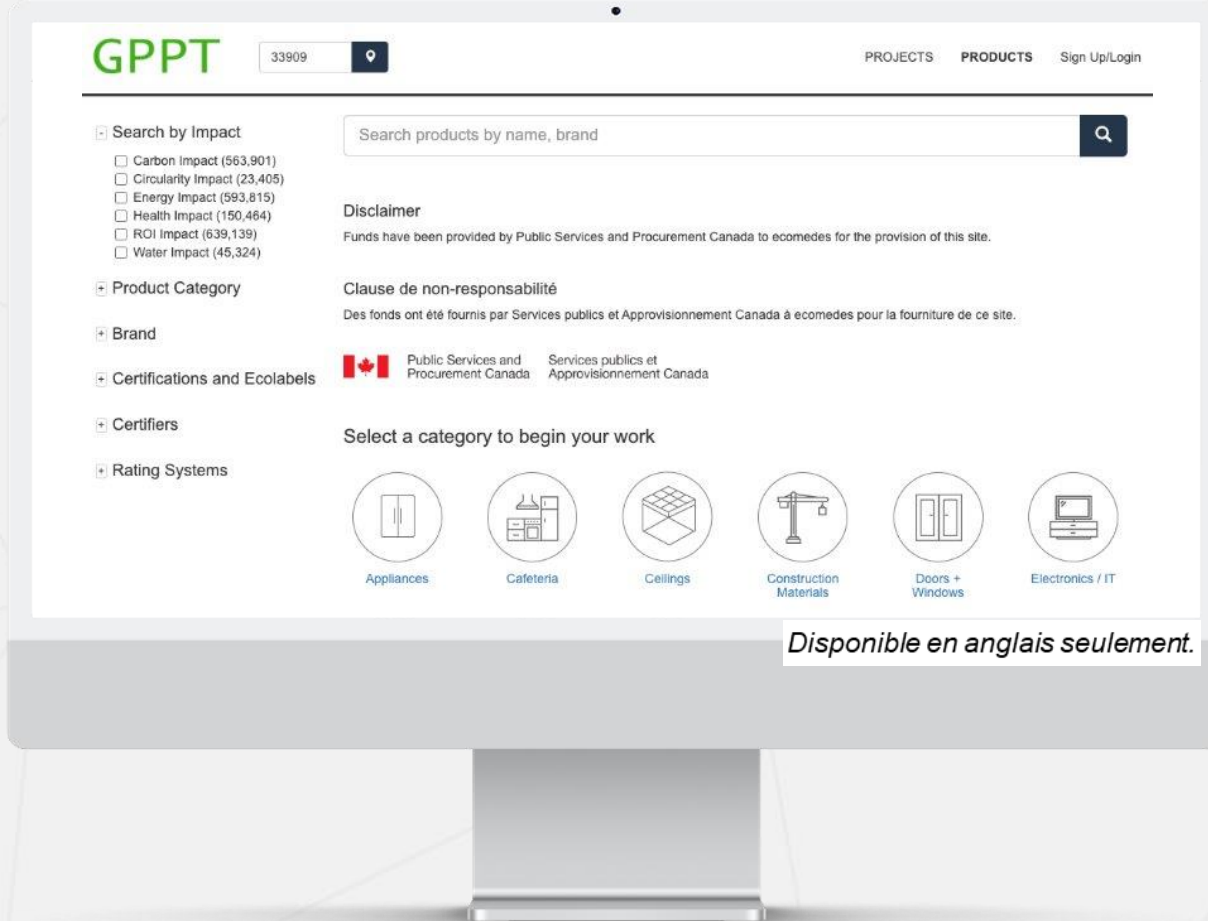 GPPT
33909
PROJECTS PRODUCTS Sign Up/Login
- Search by Impact
Carbon Impact (563,901)
Circularity Impact (23,405)
Energy Impact (593,815)
Health Impact (150,464)
ROI Impact (639,139)
Water Impact (45,324)
+ Product Category
+ Brand
+ Certifications and Ecolabels
+ Certifiers
+ Rating Systems
Search products by name, brand
Disclaimer
Funds have been provided by Public Services and Procurement Canada to ecomedes for the provision of this site.
Clause de non-responsabilité
Des fonds ont été fournis par Services publics et Approvisionnement Canada à ecomedes pour la fourniture de ce site.
Public Services and
Procurement Canada
Services publics et
Approvisionnement Canada
Select a category to begin your work
Appliances
Cafeteria
Ceilings
Construction
Materials
Doors +
Windows
Electronics / IT
Disponible en anglais seulement.